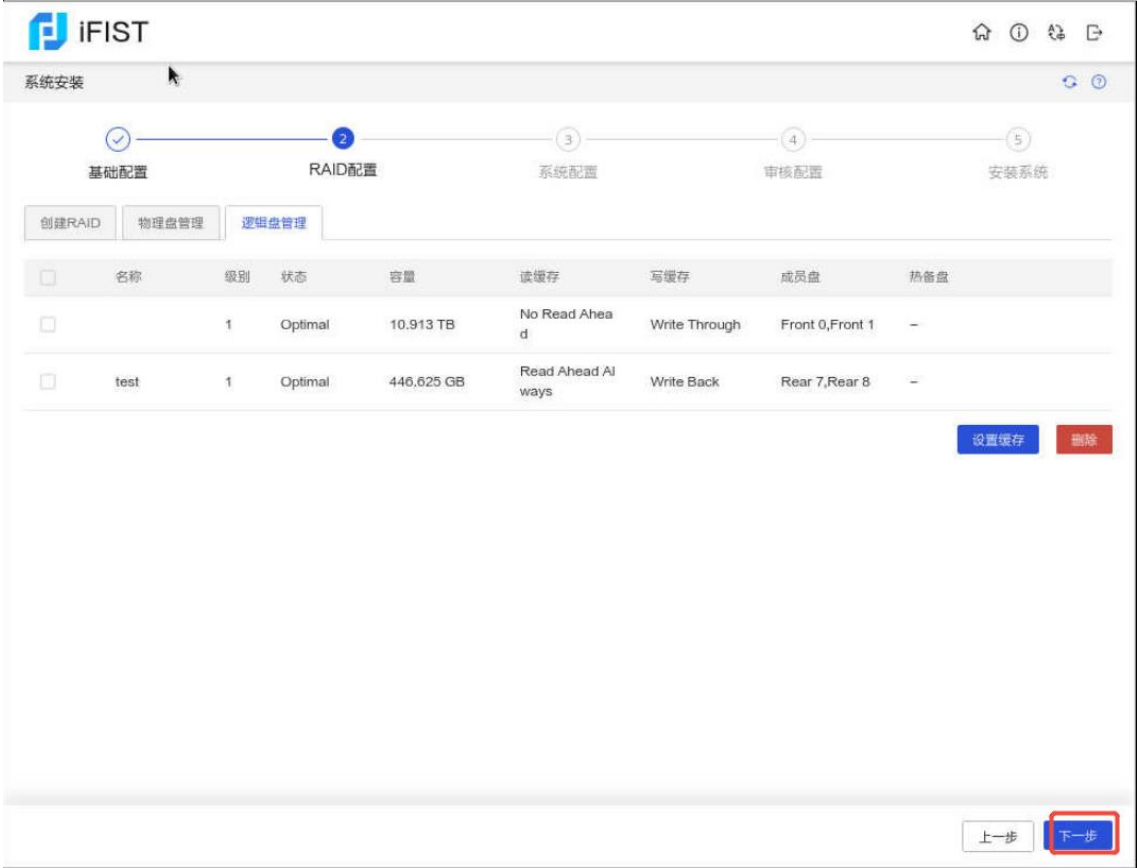 iFIST
系统安装
2 3 4 5
基础配置 RAID配置 系统配置 审核配置 安装系统
创建RAID 物理盘管理 逻辑盘管理
名称 级别 状态 容量 读缓存 写缓存 成员盘 热备盘
1 Optimal 10.913 TB No Read Ahea Write Through Front 0,Front 1 –
d
test 1 Optimal 446.625 GB Read Ahead Al Write Back Rear 7,Rear 8 –
ways
设置缓存 删除
上一步 下一步